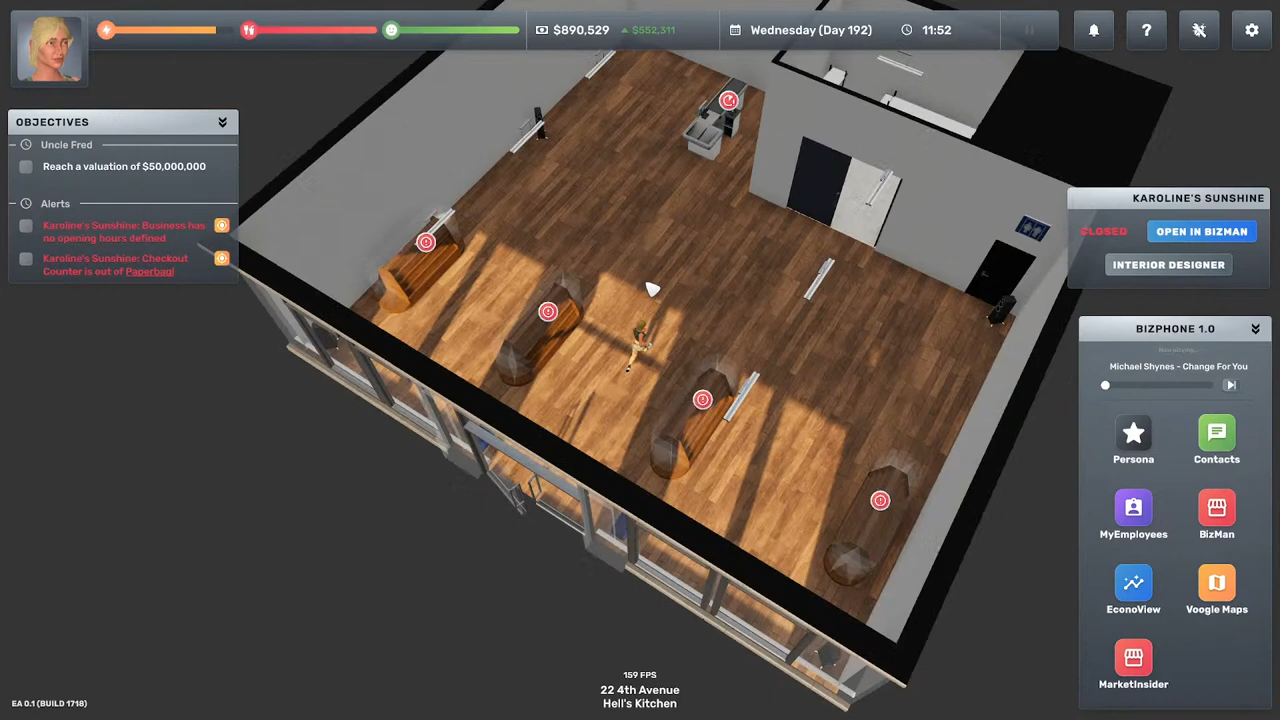 $890,529
$552,311
Wednesday (Day 192)
11:52
?
OBJECTIVES
Uncle Fred
Reach a valuation of $50,000,000
Alerts
Karoline's Sunshine: Business has
no opening hours defined
Karoline's Sunshine: Checkout
Counter is out of Paperbag!
KAROLINE'S SUNSHINE
CLOSED
OPEN IN BIZMAN
INTERIOR DESIGNER
BIZPHONE 1.0
Now playing...
Michael Shynes - Change For You
Persona
Contacts
MyEmployees
BizMan
EconoView
Voogle Maps
MarketInsider
159 FPS
22 4th Avenue
Hell's Kitchen
EA 0.1 (BUILD 1718)